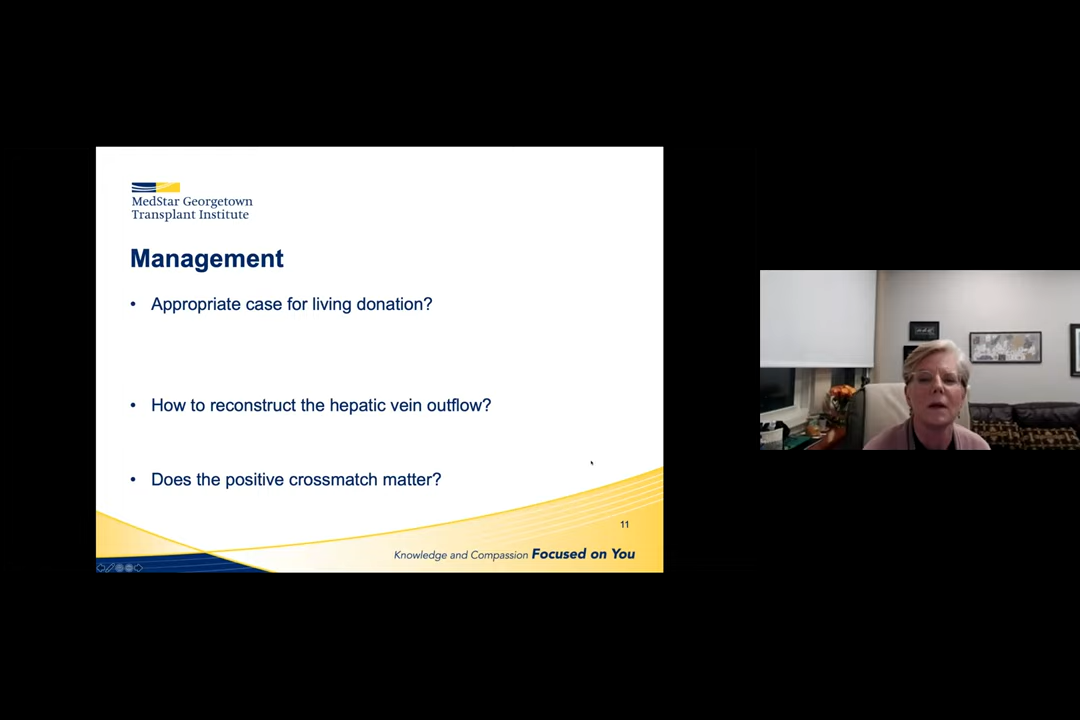 MedStar Georgetown
Transplant Institute
Management
• Appropriate case for living donation?
• How to reconstruct the hepatic vein outflow?
• Does the positive crossmatch matter?
11
Knowledge and Compassion Focused on You